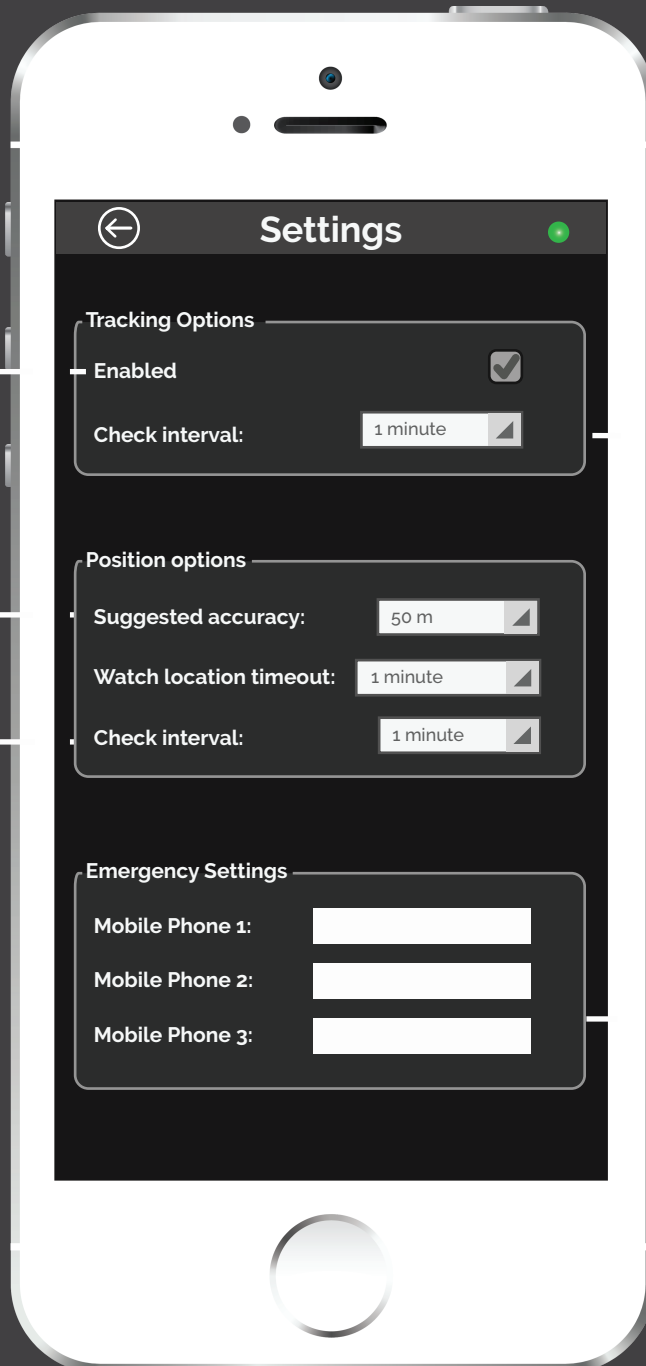 Settings
Tracking Options
Enabled
Check interval: 1 minute
Position options
Suggested accuracy: 50 m
Watch location timeout: 1 minute
Check interval: 1 minute
Emergency Settings
Mobile Phone 1:
Mobile Phone 2:
Mobile Phone 3: